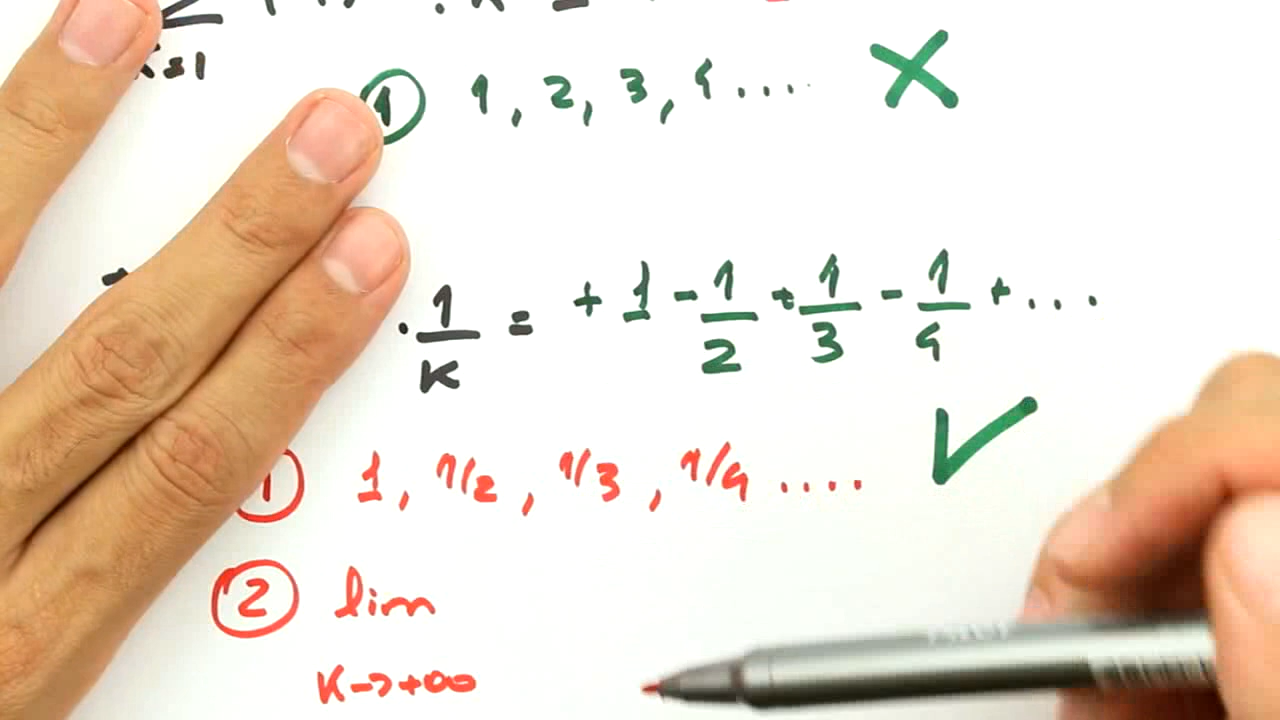 K=1
① 1, 2, 3, 4 .... X
· 1/K = + 1 - 1/2 + 1/3 - 1/4 + ...
✓
① 1, 1/2, 1/3, 1/4 ....
② lim
K→+∞